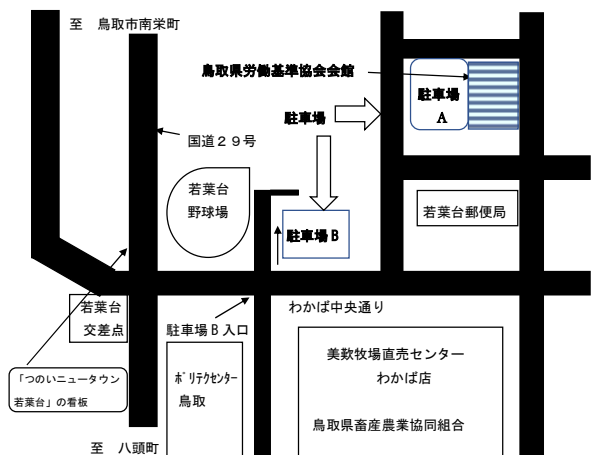 至　鳥取市南栄町
鳥取県労働基準協会会館
駐車場
A
駐車場
国道２９号
若葉台
野球場
若葉台郵便局
駐車場 B
若葉台
交差点
駐車場 B 入口
わかば中央通り
「つのいニュータウン
若葉台」の看板
ﾎﾟﾘﾃｸｾﾝﾀｰ
鳥取
美歎牧場直売センター
わかば店
鳥取県畜産農業協同組合
至　八頭町